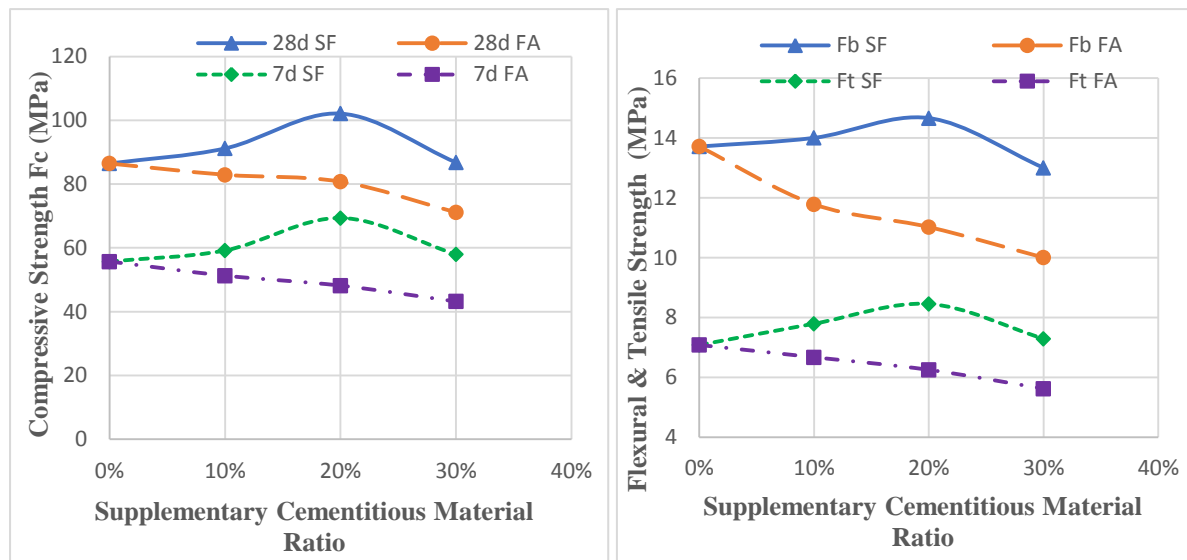 28d SF
28d FA
7d SF
7d FA
Compressive Strength Fc (MPa)
120
100
80
60
40
20
0
0% 10% 20% 30% 40%
Supplementary Cementitious Material
Ratio
Fb SF
Fb FA
Ft SF
Ft FA
Flexural & Tensile Strength (MPa)
16
14
12
10
8
6
4
0% 10% 20% 30% 40%
Supplementary Cementitious Material
Ratio